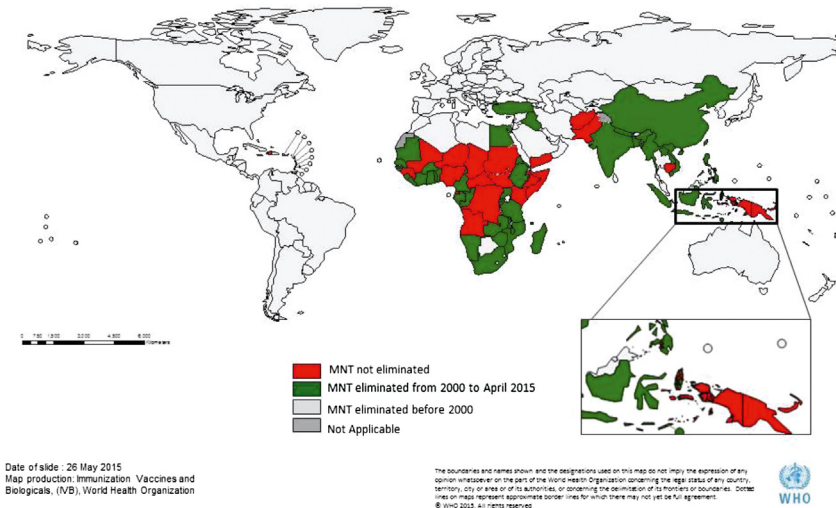 Kilometers
MNT not eliminated
MNT eliminated from 2000 to April 2015
MNT eliminated before 2000
Not Applicable
Date of slide : 26 May 2015
Map production: Immunization Vaccines and
Biologicals, (IVB), World Health Organization
The boundaries and names shown and the designations used on this map do not imply the expression of any
opinion whatsoever on the part of the World Health Organization concerning the legal status of any country,
territory, city or area or of its authorities, or concerning the delimitation of its frontiers or boundaries. Dotted
lines on maps represent approximate border lines for which there may not yet be full agreement.
© WHO 2015. All rights reserved
WHO